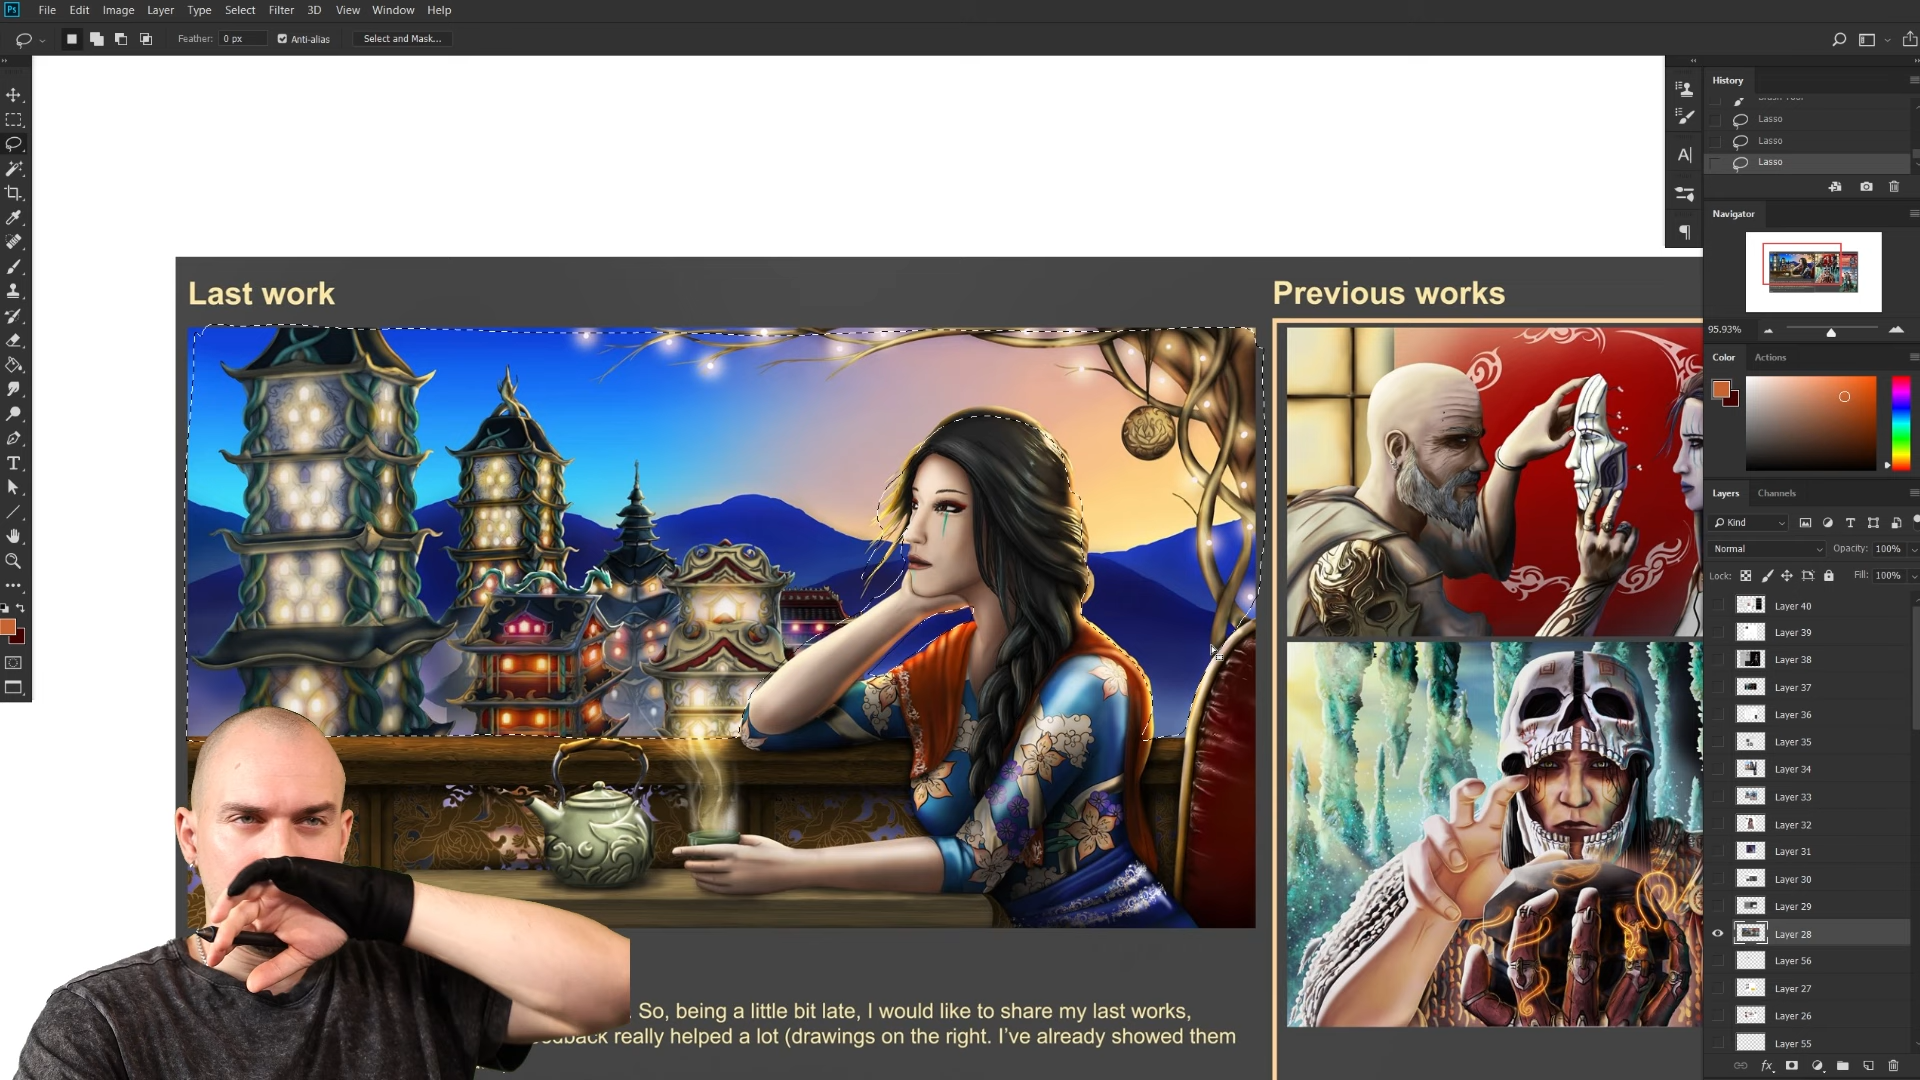 Ps File Edit Image Layer Type Select Filter 3D View Window Help
Feather: 0 px Anti-alias Select and Mask...
History
Lasso
Lasso
Lasso
Navigator
95.93%
Color Actions
Layers Channels
Kind
Normal Opacity: 100%
Lock: Fill: 100%
Layer 40
Layer 39
Layer 38
Layer 37
Layer 36
Layer 35
Layer 34
Layer 33
Layer 32
Layer 31
Layer 30
Layer 29
Layer 28
Layer 56
Layer 27
Layer 26
Layer 55
Last work
Previous works
. So, being a little bit late, I would like to share my last works,
really helped a lot (drawings on the right. I've already showed them